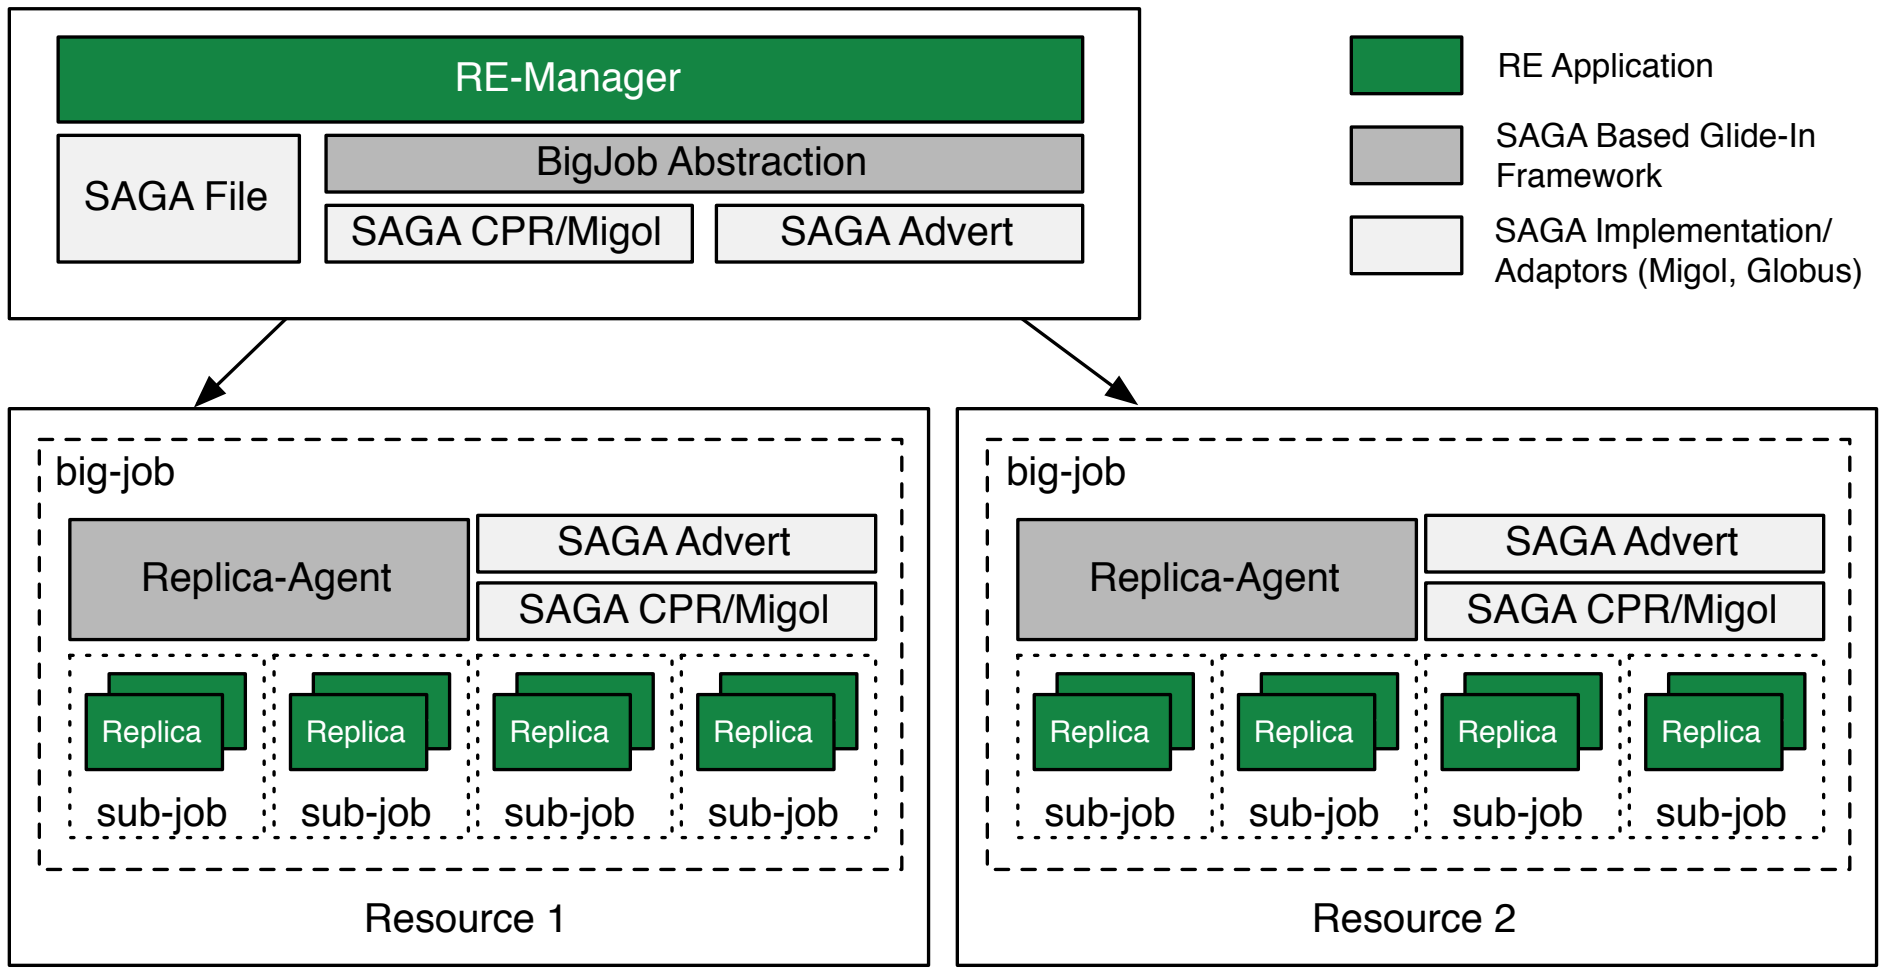 RE-Manager
SAGA File
BigJob Abstraction
SAGA CPR/Migol
SAGA Advert
RE Application
SAGA Based Glide-In
Framework
SAGA Implementation/
Adaptors (Migol, Globus)
big-job
Replica-Agent
SAGA Advert
SAGA CPR/Migol
Replica
Replica
Replica
Replica
sub-job
sub-job
sub-job
sub-job
Resource 1
big-job
Replica-Agent
SAGA Advert
SAGA CPR/Migol
Replica
Replica
Replica
Replica
sub-job
sub-job
sub-job
sub-job
Resource 2